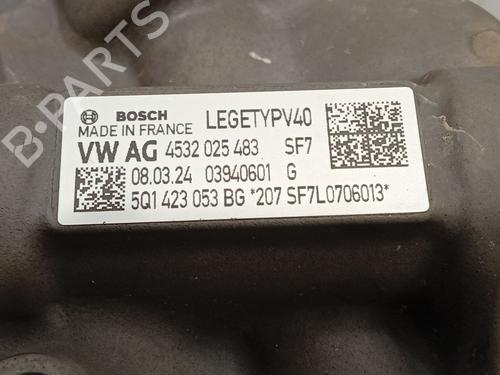 B-PARTS
BOSCH LEGETYPV40
MADE IN FRANCE
VW AG 4532 025 483 SF7
08.03.24 03940601 G
5Q1 423 053 BG *207 SF7L0706013*